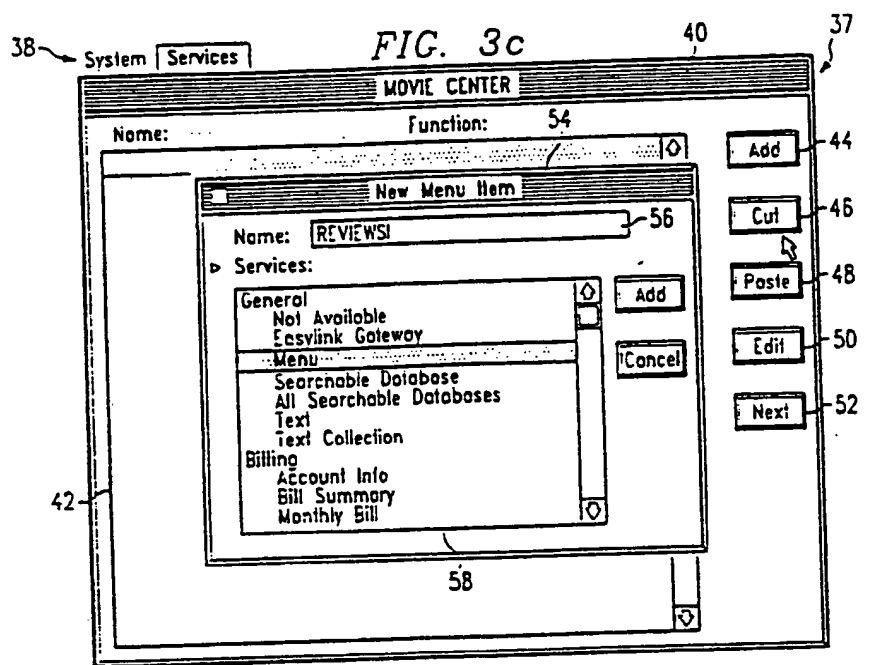 FIG. 3c
38
System Services
40
37
MOVIE CENTER
Name: Function:
54
Add
44
New Menu Item
Name: REVIEWS|
56
Cut
46
Services:
Paste
48
General
Not Available
Easylink Gateway
Menu
Searchable Database
All Searchable Databases
Text
Text Collection
Billing
Account Info
Bill Summary
Monthly Bill
Add
Cancel
Edit
50
Next
52
42
58